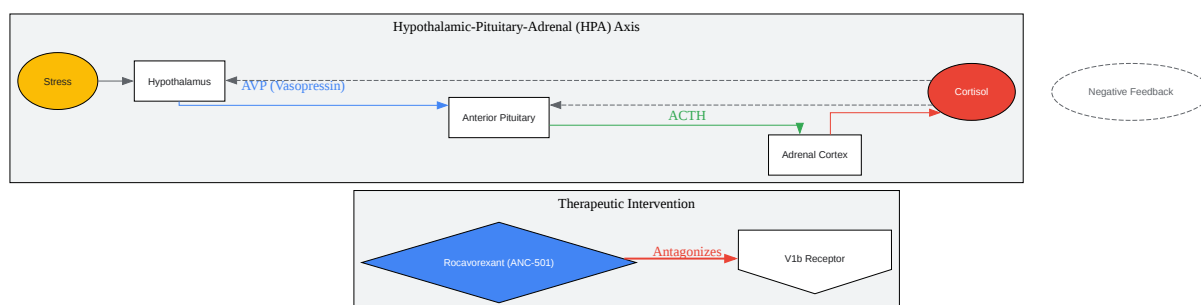 Hypothalamic-Pituitary-Adrenal (HPA) Axis
Stress
Hypothalamus
AVP (Vasopressin)
Anterior Pituitary
ACTH
Adrenal Cortex
Cortisol
Negative Feedback
Therapeutic Intervention
Rocavorexant (ANC-501)
Antagonizes
V1b Receptor